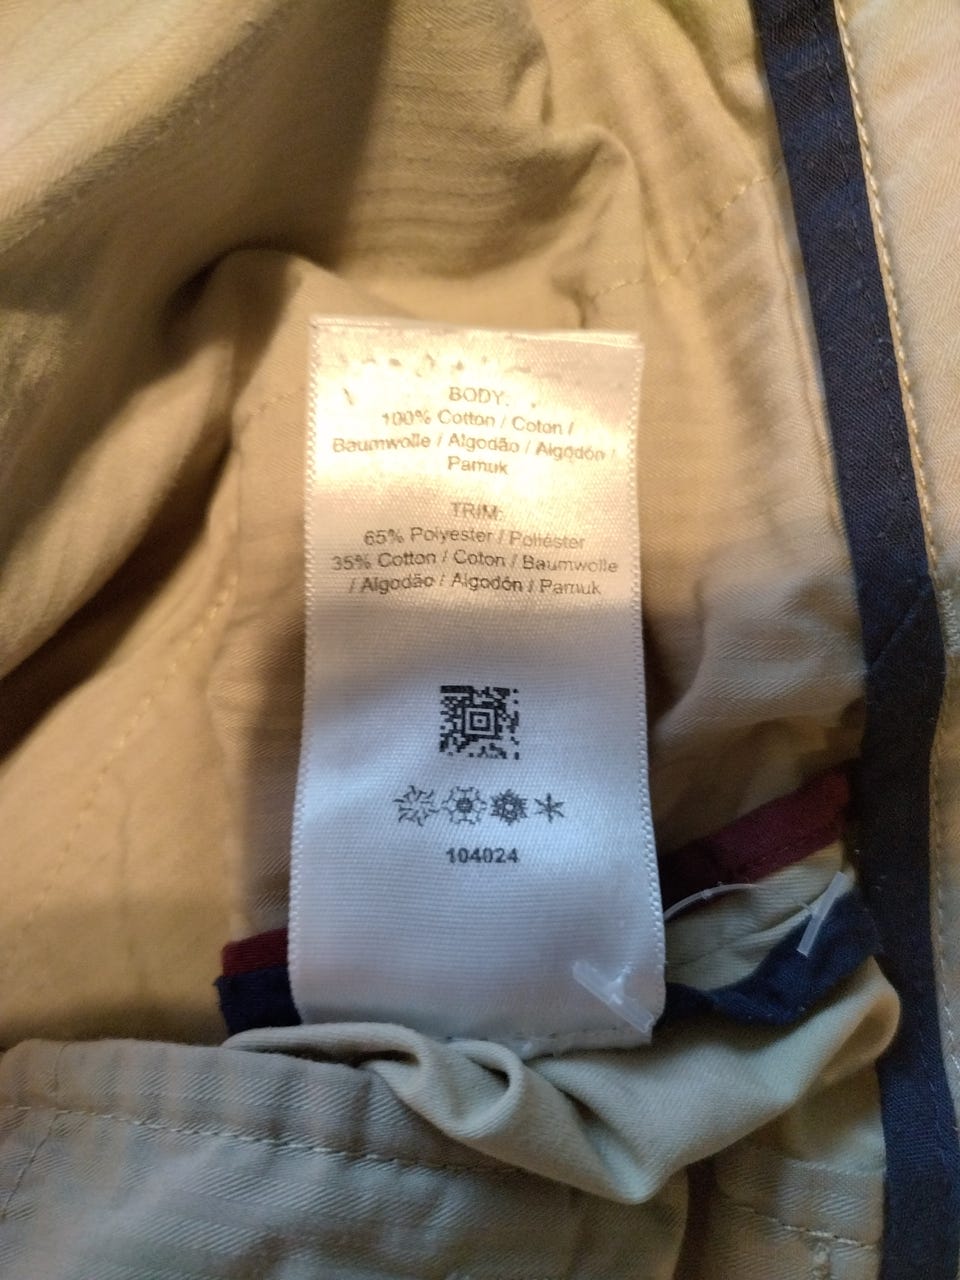 BODY:
100% Cotton / Coton /
Baumwolle / Algodão / Algodón /
Pamuk
TRIM:
65% Polyester / Poliéster
35% Cotton / Coton / Baumwolle
/ Algodão / Algodón / Pamuk
104024